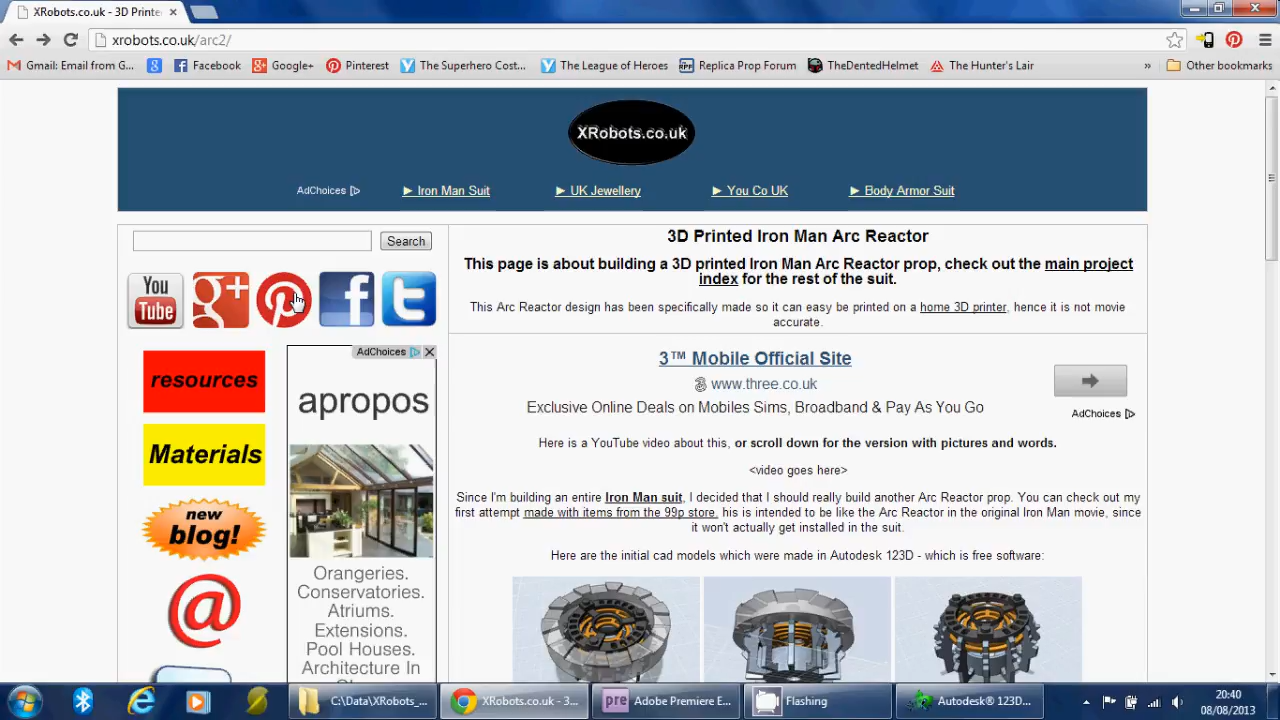 XRobots.co.uk - 3D Printe
xrobots.co.uk/arc2/
Gmail: Email from G...
Facebook
Google+
Pinterest
The Superhero Cost...
The League of Heroes
Replica Prop Forum
TheDentedHelmet
The Hunter's Lair
»
Other bookmarks
XRobots.co.uk
AdChoices
► Iron Man Suit
► UK Jewellery
► You Co UK
► Body Armor Suit
Search
You
Tube
g+
f
t
resources
Materials
new
blog!
@
AdChoices
apropos
Orangeries.
Conservatories.
Atriums.
Extensions.
Pool Houses.
Architecture In
3D Printed Iron Man Arc Reactor
This page is about building a 3D printed Iron Man Arc Reactor prop, check out the main project
index for the rest of the suit.
This Arc Reactor design has been specifically made so it can easy be printed on a home 3D printer, hence it is not movie
accurate.
3™ Mobile Official Site
www.three.co.uk
Exclusive Online Deals on Mobiles Sims, Broadband & Pay As You Go
AdChoices
Here is a YouTube video about this, or scroll down for the version with pictures and words.
<video goes here>
Since I'm building an entire Iron Man suit, I decided that I should really build another Arc Reactor prop. You can check out my
first attempt made with items from the 99p store, his is intended to be like the Arc Reactor in the original Iron Man movie, since
it won't actually get installed in the suit.
Here are the initial cad models which were made in Autodesk 123D - which is free software:
C:\Data\XRobots_...
XRobots.co.uk - 3...
pre
Adobe Premiere E...
Flashing
Autodesk® 123D...
20:40
08/08/2013